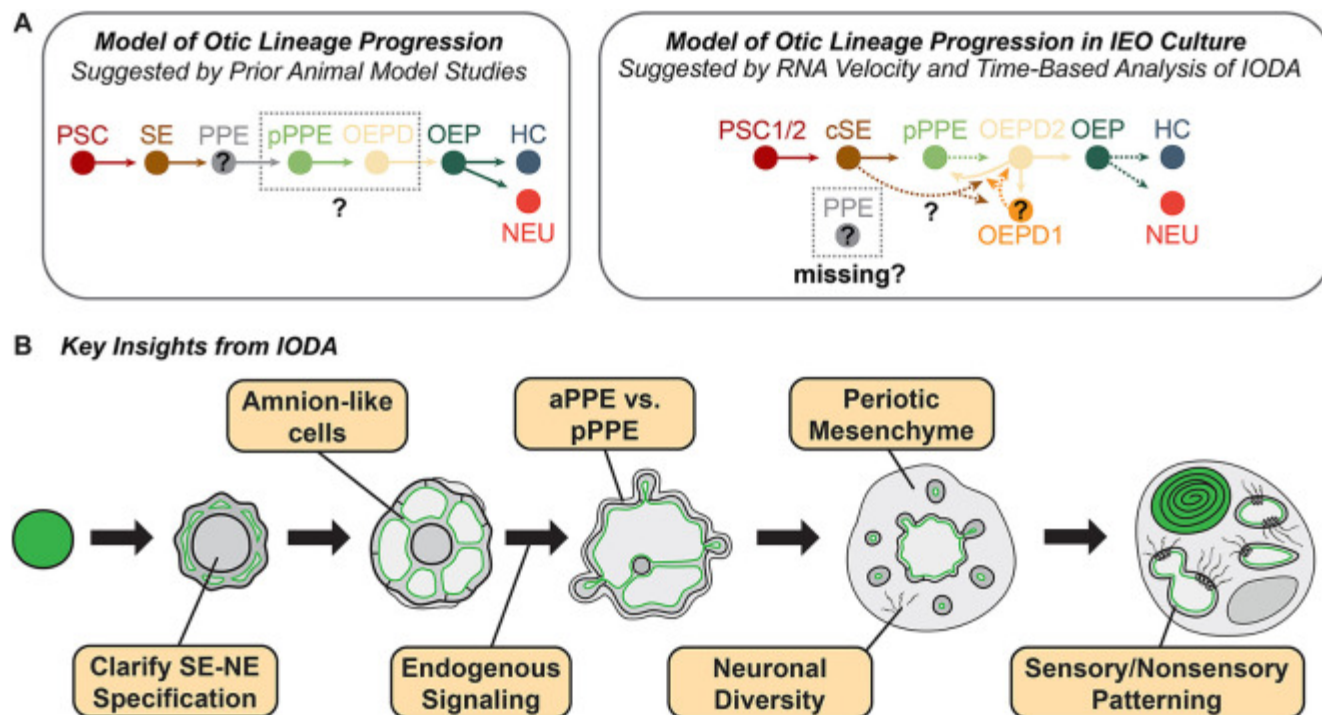 A
Model of Otic Lineage Progression
Suggested by Prior Animal Model Studies
PSC SE PPE pPPE OEPD OEP HC
?
?
NEU
Model of Otic Lineage Progression in IEO Culture
Suggested by RNA Velocity and Time-Based Analysis of IODA
PSC1/2 cSE pPPE OEPD2 OEP HC
PPE ? ?
? OEPD1 NEU
missing?
B Key Insights from IODA
Amnion-like
cells
aPPE vs.
pPPE
Periotic
Mesenchyme
Clarify SE-NE
Specification
Endogenous
Signaling
Neuronal
Diversity
Sensory/Nonsensory
Patterning